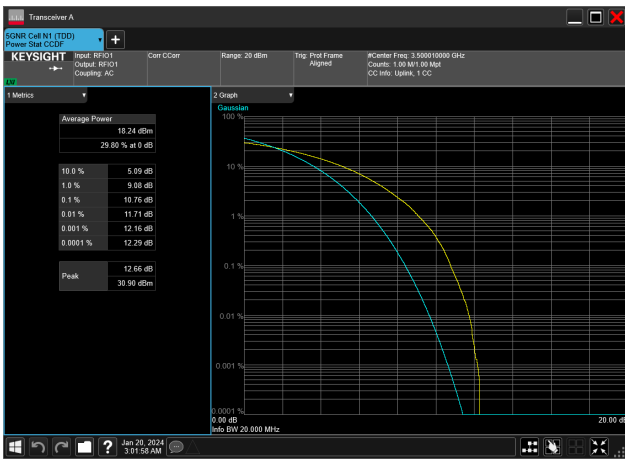 Transceiver A
5GNR Cell N1 (TDD)
Power Stat CCDF
KEYSIGHT
Input: RFIO1
Output: RFIO1
Coupling: AC
Corr CCorr
Range: 20 dBm
Trig: Prot Frame
Aligned
#Center Freq: 3.500010000 GHz
Counts: 1.00 M/1.00 Mpt
CC Info: Uplink, 1 CC
1 Metrics
Average Power
18.24 dBm
29.80 % at 0 dB
10.0 % 5.09 dB
1.0 % 9.08 dB
0.1 % 10.76 dB
0.01 % 11.71 dB
0.001 % 12.16 dB
0.0001 % 12.29 dB
Peak
12.66 dB
30.90 dBm
2 Graph
Gaussian
100 %
10 %
1 %
0.1 %
0.01 %
0.001 %
0.0001 %
0.00 dB
20.00 dB
Info BW 20.000 MHz
Jan 20, 2024
3:01:58 AM